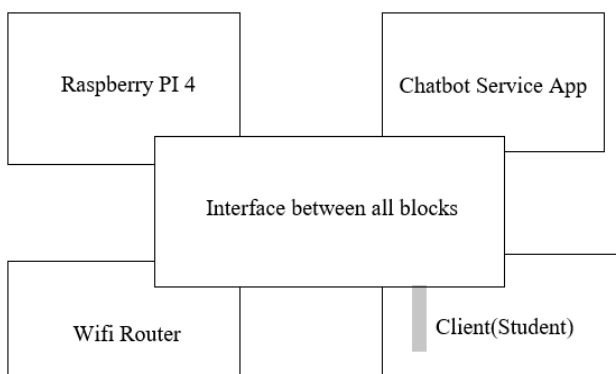 Raspberry PI 4
Chatbot Service App
Interface between all blocks
Wifi Router
Client(Student)